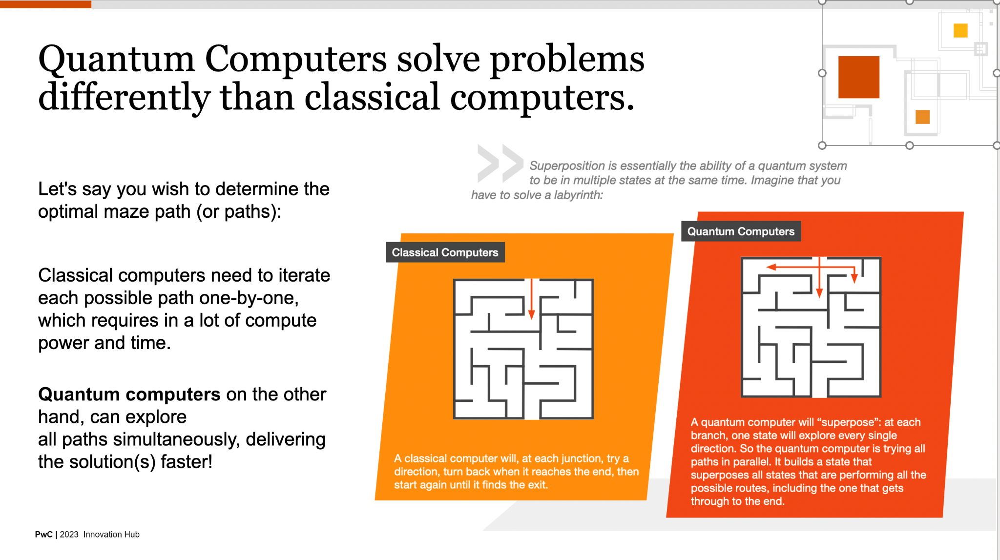 Quantum Computers solve problems
differently than classical computers.
Let's say you wish to determine the
optimal maze path (or paths):
Classical computers need to iterate
each possible path one-by-one,
which requires in a lot of compute
power and time.
Quantum computers on the other
hand, can explore
all paths simultaneously, delivering
the solution(s) faster!
Superposition is essentially the ability of a quantum system
to be in multiple states at the same time. Imagine that you
have to solve a labyrinth:
Classical Computers
A classical computer will, at each junction, try a
direction, turn back when it reaches the end, then
start again until it finds the exit.
Quantum Computers
A quantum computer will “superpose”: at each
branch, one state will explore every single
direction. So the quantum computer is trying all
paths in parallel. It builds a state that
superposes all states that are performing all the
possible routes, including the one that gets
through to the end.
PwC | 2023 Innovation Hub